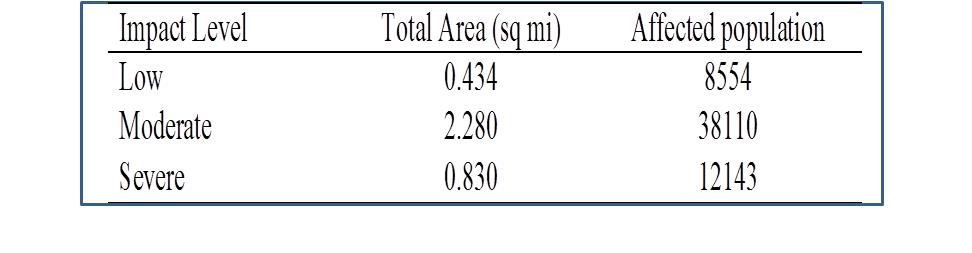 Impact Level Total Area (sq mi) Affected population
Low 0.434 8554
Moderate 2.280 38110
Severe 0.830 12143